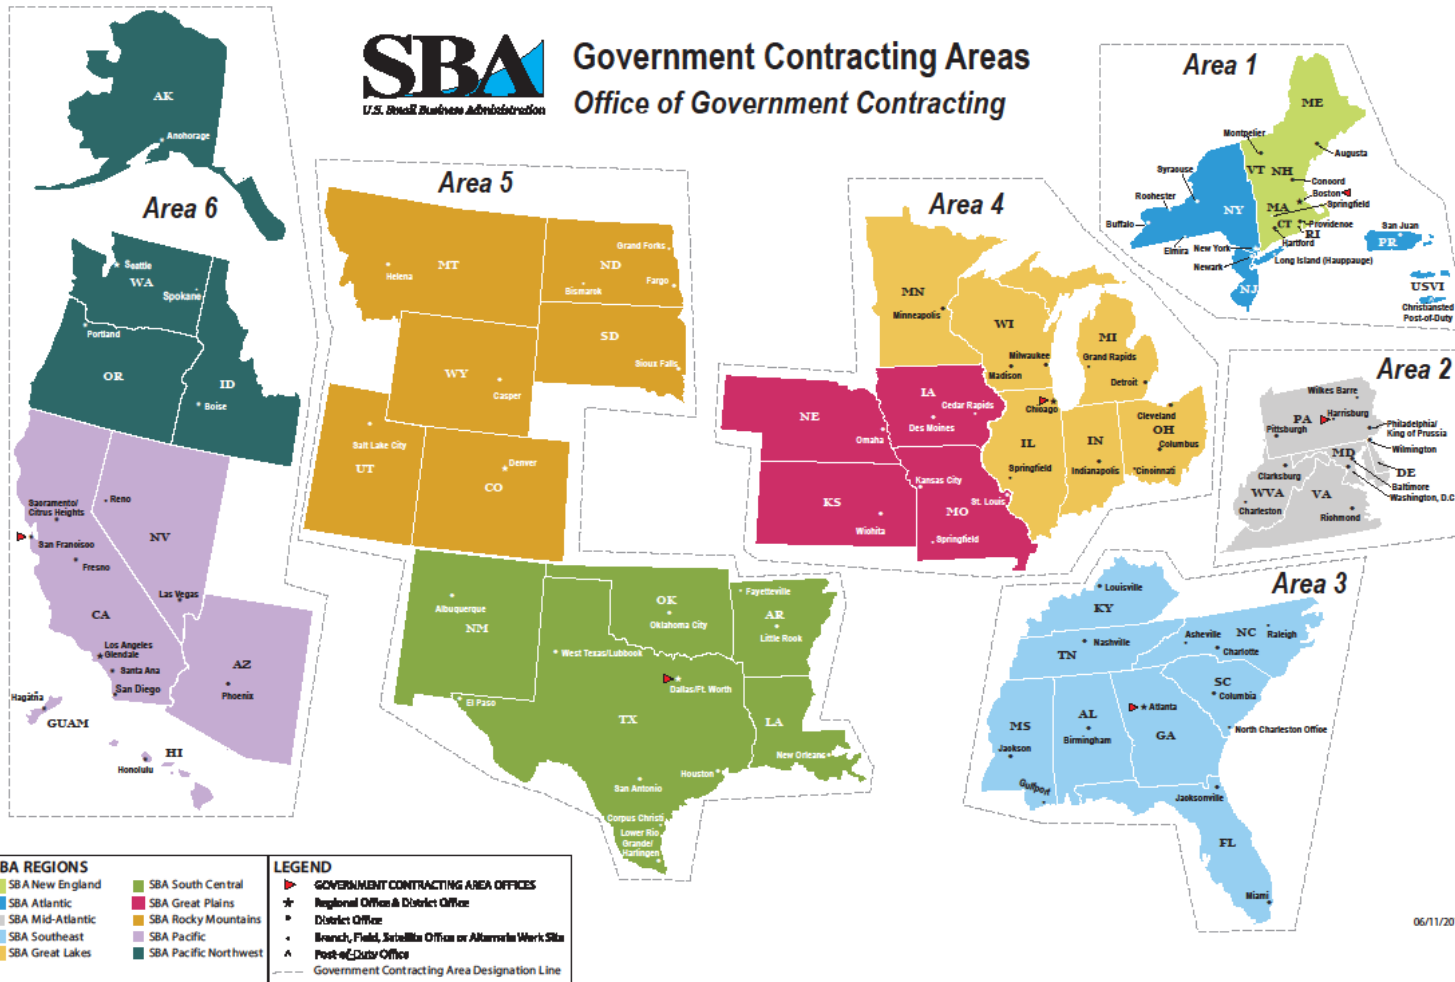 SBA
U.S. Small Business Administration
Government Contracting Areas
Office of Government Contracting
Area 6
AK
Anchorage
Seattle
WA
Spokane
Portland
OR
ID
Boise
Sacramento/
Citrus Heights
Reno
San Francisco
NV
Fresno
Las Vegas
CA
Los Angeles
Glendale
Santa Ana
San Diego
AZ
Phoenix
Hagatna
GUAM
HI
Honolulu
Area 5
MT
Helena
Grand Forks
ND
Bismarck
Fargo
SD
Sioux Falls
WY
Casper
Salt Lake City
UT
Denver
CO
Albuquerque
NM
OK
Oklahoma City
Fayetteville
AR
Little Rock
West Texas/Lubbock
Dallas/Ft. Worth
El Paso
TX
LA
New Orleans
Houston
San Antonio
Corpus Christi
Lower Rio
Grande/
Harlingen
Area 4
MN
Minneapolis
WI
Milwaukee
Madison
MI
Grand Rapids
Detroit
Chicago
IL
Springfield
IN
Indianapolis
Cleveland
OH
Columbus
Cincinnati
NE
Omaha
IA
Cedar Rapids
Des Moines
KS
Wichita
Kansas City
St. Louis
MO
Springfield
Area 1
ME
Montpelier
Augusta
VT
NH
Concord
Syracuse
Boston
Rochester
MA
Springfield
NY
CT
Providence
RI
Buffalo
Hartford
Elmira
New York
Newark
Long Island (Hauppauge)
NJ
San Juan
PR
USVI
Christiansted
Post-of-Duty
Area 2
Wilkes Barre
PA
Harrisburg
Pittsburgh
Philadelphia/
King of Prussia
Wilmington
MD
DE
Clarksburg
Baltimore
Washington, D.C
WVA
VA
Charleston
Richmond
Area 3
Louisville
KY
Nashville
TN
Asheville
NC
Raleigh
Charlotte
SC
Columbia
North Charleston Office
MS
Jackson
Gulfport
AL
Birmingham
Atlanta
GA
Jacksonville
FL
Miami
BA REGIONS
SBA New England
SBA Atlantic
SBA Mid-Atlantic
SBA Southeast
SBA Great Lakes
SBA South Central
SBA Great Plains
SBA Rocky Mountains
SBA Pacific
SBA Pacific Northwest
LEGEND
GOVERNMENT CONTRACTING AREA OFFICES
Regional Office & District Office
District Office
Branch, Field, Satellite Office or Alternate Work Site
Post-of-Duty Office
Government Contracting Area Designation Line
06/11/20